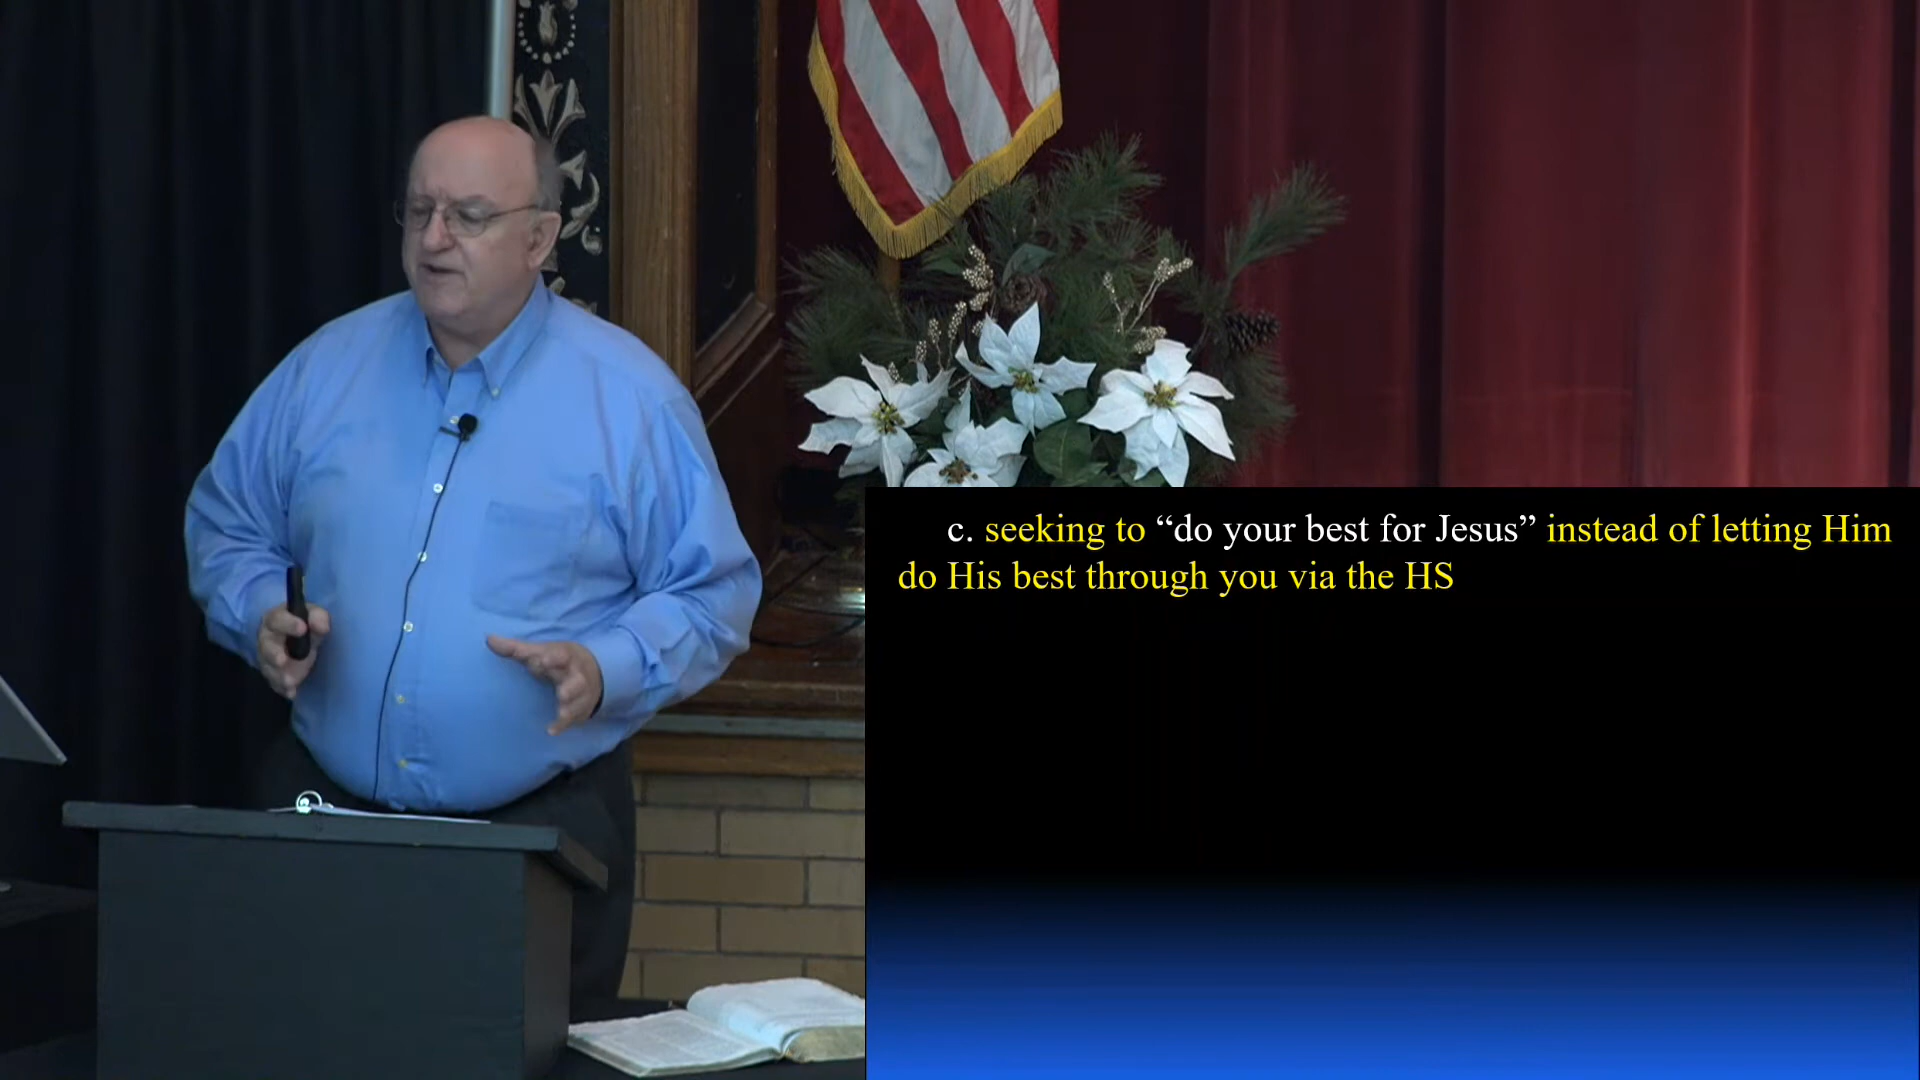 c. seeking to “do your best for Jesus” instead of letting Him
do His best through you via the HS